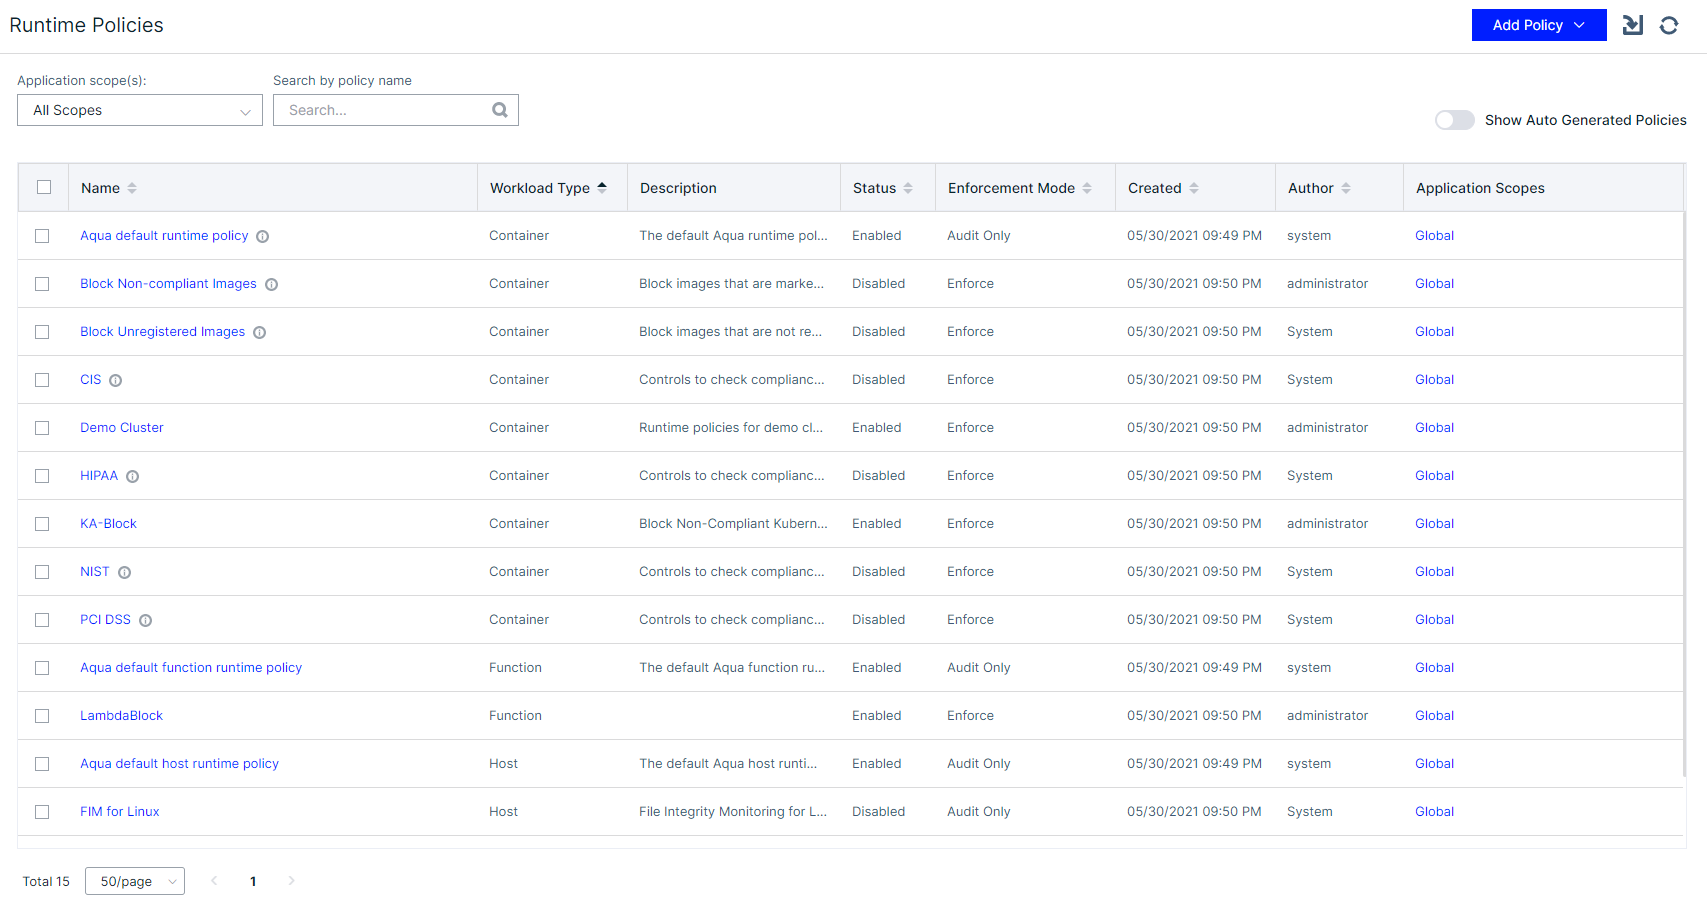 Runtime Policies
Add Policy
Application scope(s):
Search by policy name
All Scopes
Search...
Show Auto Generated Policies
Name Workload Type Description Status Enforcement Mode Created Author Application Scopes
Aqua default runtime policy Container The default Aqua runtime pol... Enabled Audit Only 05/30/2021 09:49 PM system Global
Block Non-compliant Images Container Block images that are marke... Disabled Enforce 05/30/2021 09:50 PM administrator Global
Block Unregistered Images Container Block images that are not re... Disabled Enforce 05/30/2021 09:50 PM System Global
CIS Container Controls to check complianc... Disabled Enforce 05/30/2021 09:50 PM System Global
Demo Cluster Container Runtime policies for demo cl... Enabled Enforce 05/30/2021 09:50 PM administrator Global
HIPAA Container Controls to check complianc... Disabled Enforce 05/30/2021 09:50 PM System Global
KA-Block Container Block Non-Compliant Kubern... Enabled Enforce 05/30/2021 09:50 PM administrator Global
NIST Container Controls to check complianc... Disabled Enforce 05/30/2021 09:50 PM System Global
PCI DSS Container Controls to check complianc... Disabled Enforce 05/30/2021 09:50 PM System Global
Aqua default function runtime policy Function The default Aqua function ru... Enabled Audit Only 05/30/2021 09:49 PM system Global
LambdaBlock Function Enabled Enforce 05/30/2021 09:50 PM administrator Global
Aqua default host runtime policy Host The default Aqua host runti... Enabled Audit Only 05/30/2021 09:49 PM system Global
FIM for Linux Host File Integrity Monitoring for L... Disabled Audit Only 05/30/2021 09:50 PM System Global
Total 15 50/page 1